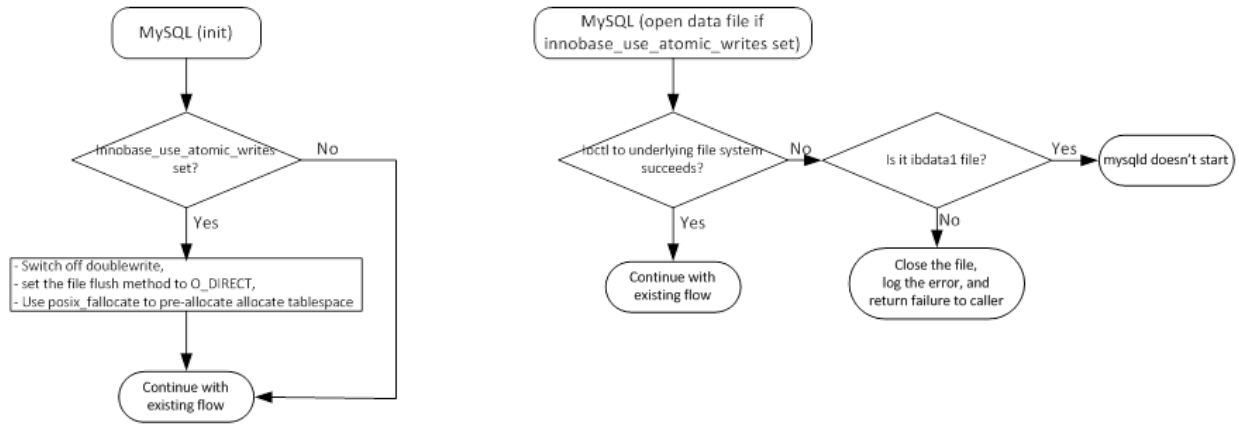 MySQL (init)
Innobase_use_atomic_writes
set?
No
Yes
- Switch off doublewrite,
- set the file flush method to O_DIRECT,
- Use posix_fallocate to pre-allocate allocate tablespace
Continue with
existing flow
MySQL (open data file if
innobase_use_atomic_writes set)
Ioctl to underlying file system
succeeds?
No
Yes
Continue with
existing flow
Is it ibdata1 file?
Yes
mysqld doesn't start
No
Close the file,
log the error, and
return failure to caller